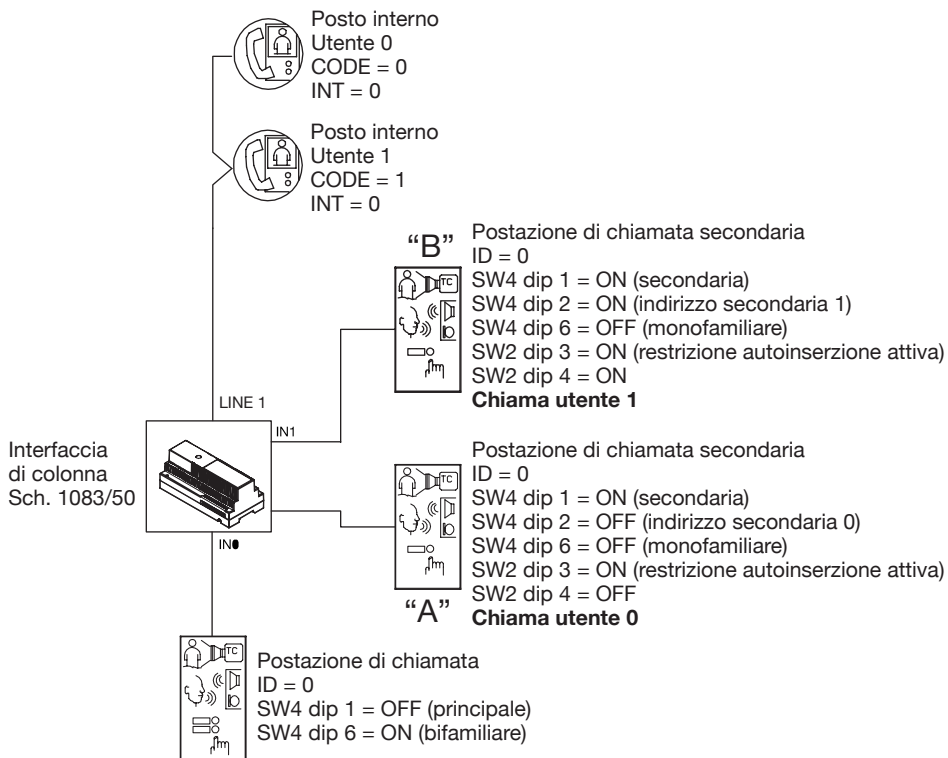 Posto interno
Utente 0
CODE = 0
INT = 0
Posto interno
Utente 1
CODE = 1
INT = 0
“B”
TC
Postazione di chiamata secondaria
ID = 0
SW4 dip 1 = ON (secondaria)
SW4 dip 2 = ON (indirizzo secondaria 1)
SW4 dip 6 = OFF (monofamiliare)
SW2 dip 3 = ON (restrizione autoinserzione attiva)
SW2 dip 4 = ON
Chiama utente 1
LINE 1
IN1
Interfaccia
di colonna
Sch. 1083/50
IN0
TC
“A”
Postazione di chiamata secondaria
ID = 0
SW4 dip 1 = ON (secondaria)
SW4 dip 2 = OFF (indirizzo secondaria 0)
SW4 dip 6 = OFF (monofamiliare)
SW2 dip 3 = ON (restrizione autoinserzione attiva)
SW2 dip 4 = OFF
Chiama utente 0
TC
Postazione di chiamata
ID = 0
SW4 dip 1 = OFF (principale)
SW4 dip 6 = ON (bifamiliare)